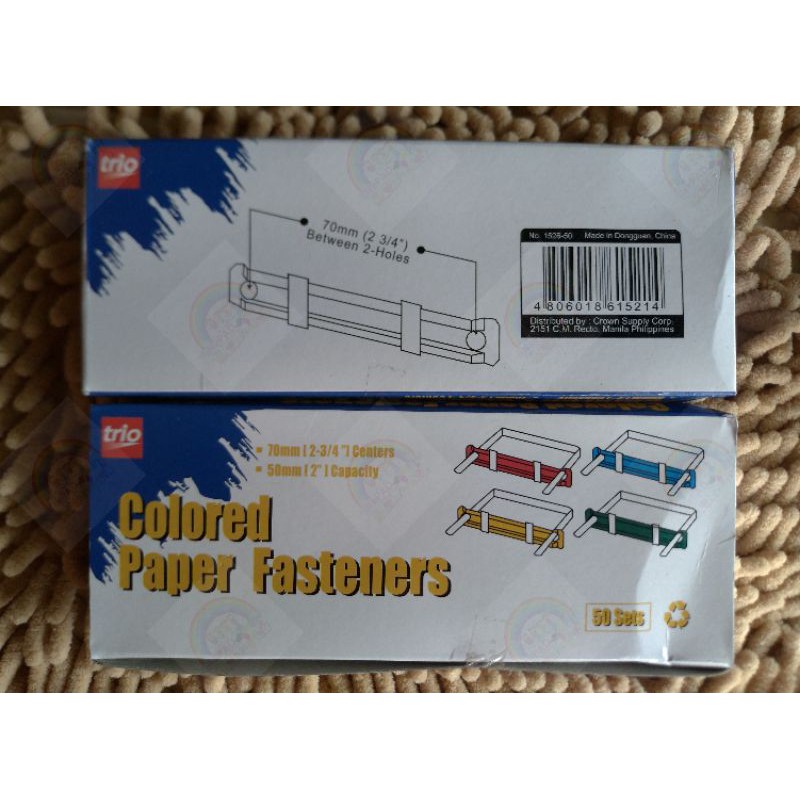 trio
70mm (2 3/4")
Between 2-Holes
No. 1526-50 Made in Dongguan, China
4 806018 615214
Distributed by : Crown Supply Corp.
2151 C.M. Recto, Manila Philippines
trio
70mm [ 2-3/4 "] Centers
50mm [ 2" ] Capacity
Colored
Paper Fasteners
50 Sets